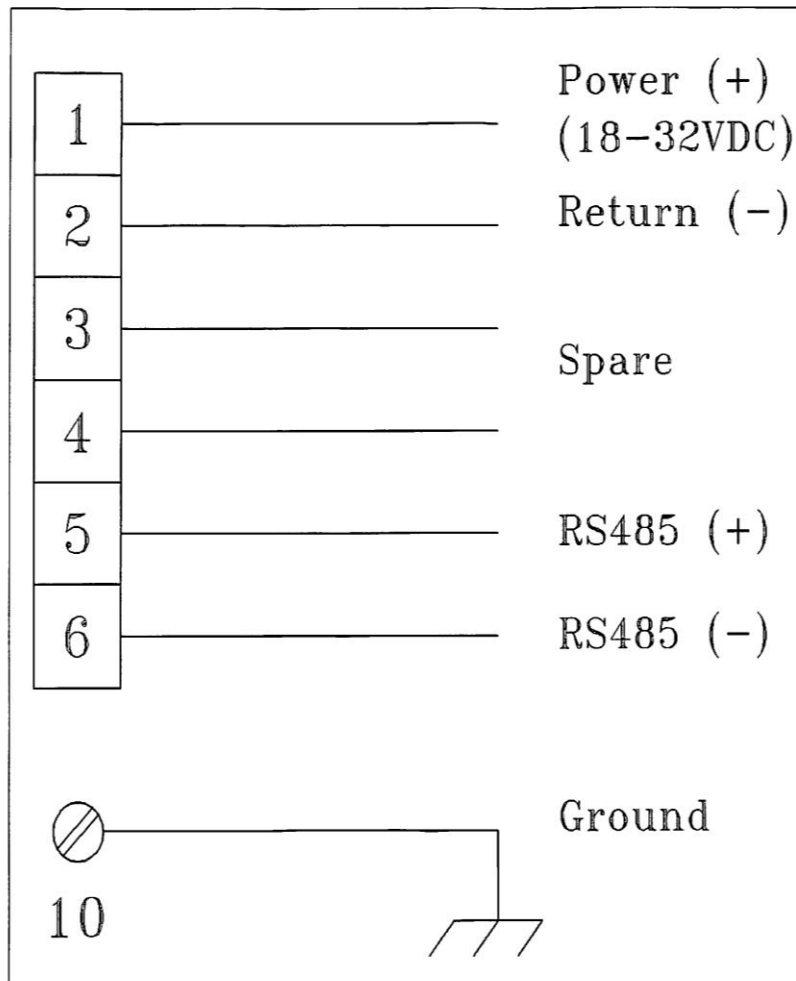 1 Power (+)
(18-32VDC)
2 Return (-)
3
Spare
4
5 RS485 (+)
6 RS485 (-)
Ground
10